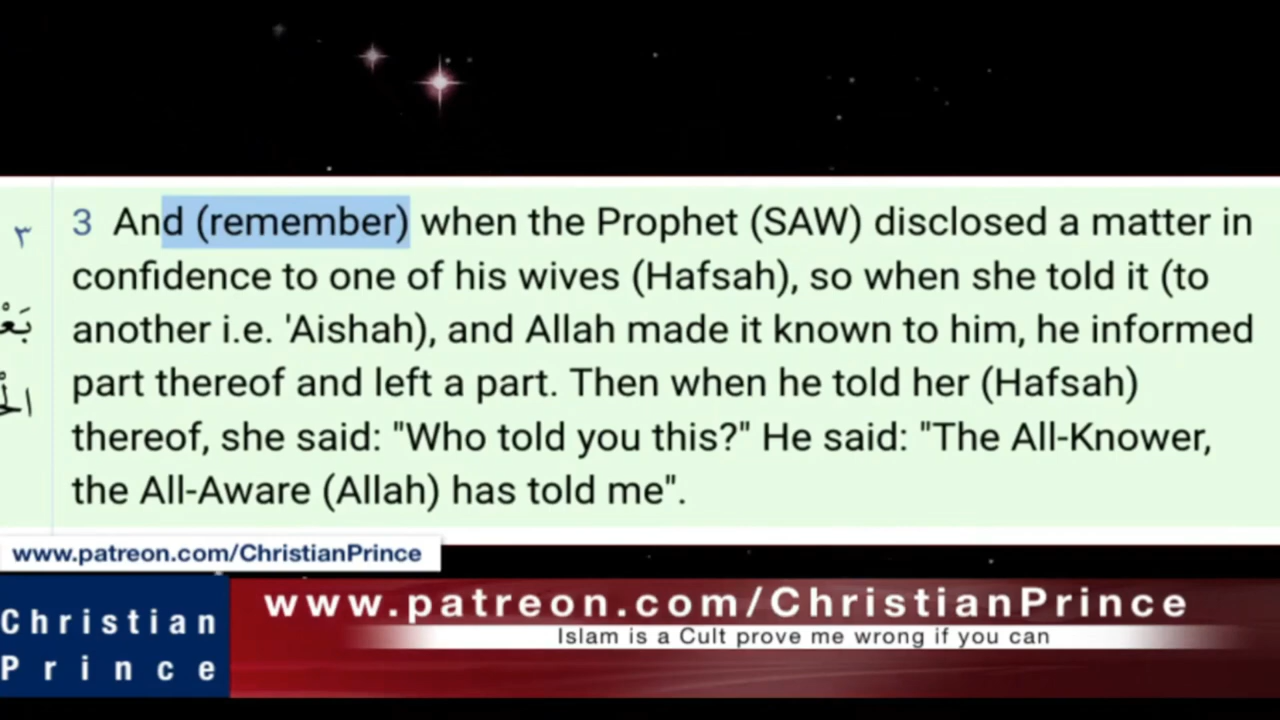 3 And (remember) when the Prophet (SAW) disclosed a matter in
confidence to one of his wives (Hafsah), so when she told it (to
another i.e. 'Aishah), and Allah made it known to him, he informed
part thereof and left a part. Then when he told her (Hafsah)
thereof, she said: "Who told you this?" He said: "The All-Knower,
the All-Aware (Allah) has told me".
٣
www.patreon.com/ChristianPrince
Christian
Prince
www.patreon.com/ChristianPrince
Islam is a Cult prove me wrong if you can